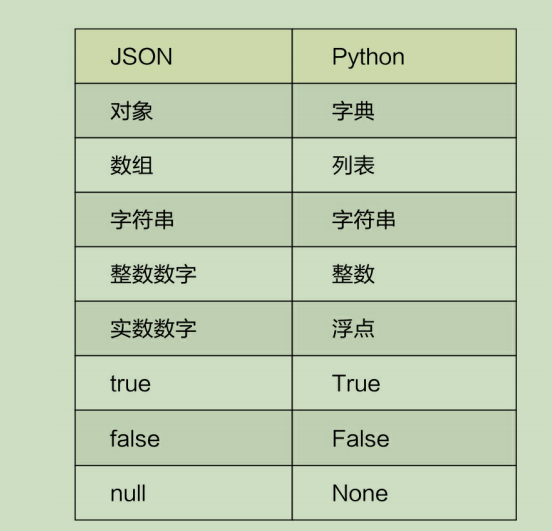 JSON Python
对象 字典
数组 列表
字符串 字符串
整数数字 整数
实数数字 浮点
true True
false False
null None